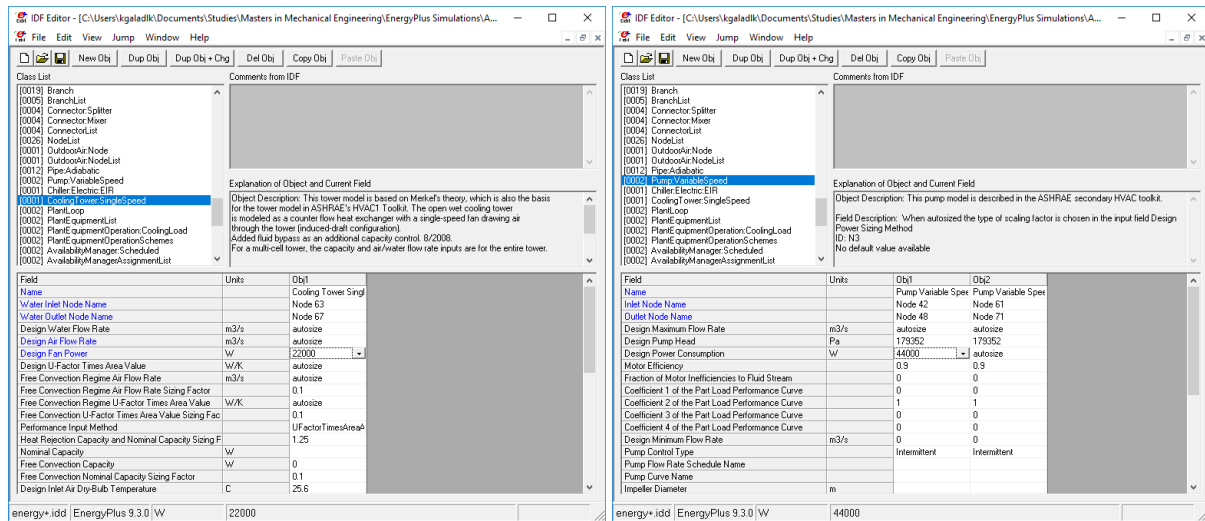 IDF Editor - [C:\Users\kgaladlk\Documents\Studies\Masters in Mechanical Engineering\EnergyPlus Simulations\A...
File Edit View Jump Window Help
New Obj Dup Obj Dup Obj + Chg Del Obj Copy Obj Paste Obj
Class List Comments from IDF
[0019] Branch
[0005] BranchList
[0004] Connector:Splitter
[0004] Connector:Mixer
[0004] ConnectorList
[0026] NodeList
[0001] OutdoorAir:Node
[0001] OutdoorAir:NodeList
[0012] Pipe:Adiabatic
[0002] Pump:VariableSpeed
[0001] Chiller:Electric:EIR
[0001] CoolingTower:SingleSpeed
[0002] PlantLoop
[0002] PlantEquipmentList
[0002] PlantEquipmentOperation:CoolingLoad
[0002] PlantEquipmentOperationSchemes
[0002] AvailabilityManager:Scheduled
[0002] AvailabilityManagerAssignmentList
Explanation of Object and Current Field
Object Description: This tower model is based on Merkel's theory, which is also the basis
for the tower model in ASHRAE's HVAC1 Toolkit. The open wet cooling tower
is modeled as a counter flow heat exchanger with a single-speed fan drawing air
through the tower (induced-draft configuration).
Added fluid bypass as an additional capacity control. 8/2008.
For a multi-cell tower, the capacity and air/water flow rate inputs are for the entire tower.
Field Units Obj1
Name Cooling Tower Singl
Water Inlet Node Name Node 63
Water Outlet Node Name Node 67
Design Water Flow Rate m3/s autosize
Design Air Flow Rate m3/s autosize
Design Fan Power W 22000
Design U-Factor Times Area Value W/K autosize
Free Convection Regime Air Flow Rate m3/s autosize
Free Convection Regime Air Flow Rate Sizing Factor 0.1
Free Convection Regime U-Factor Times Area Value W/K autosize
Free Convection U-Factor Times Area Value Sizing Fac 0.1
Performance Input Method UFactorTimesAreaA
Heat Rejection Capacity and Nominal Capacity Sizing F 1.25
Nominal Capacity W
Free Convection Capacity W 0
Free Convection Nominal Capacity Sizing Factor 0.1
Design Inlet Air Dry-Bulb Temperature C 25.6
energy+.idd EnergyPlus 9.3.0 W 22000
IDF Editor - [C:\Users\kgaladlk\Documents\Studies\Masters in Mechanical Engineering\EnergyPlus Simulations\A...
File Edit View Jump Window Help
New Obj Dup Obj Dup Obj + Chg Del Obj Copy Obj Paste Obj
Class List Comments from IDF
[0019] Branch
[0005] BranchList
[0004] Connector:Splitter
[0004] Connector:Mixer
[0004] ConnectorList
[0026] NodeList
[0001] OutdoorAir:Node
[0001] OutdoorAir:NodeList
[0012] Pipe:Adiabatic
[0002] Pump:VariableSpeed
[0001] Chiller:Electric:EIR
[0001] CoolingTower:SingleSpeed
[0002] PlantLoop
[0002] PlantEquipmentList
[0002] PlantEquipmentOperation:CoolingLoad
[0002] PlantEquipmentOperationSchemes
[0002] AvailabilityManager:Scheduled
[0002] AvailabilityManagerAssignmentList
Explanation of Object and Current Field
Object Description: This pump model is described in the ASHRAE secondary HVAC toolkit.
Field Description: When autosized the type of scaling factor is chosen in the input field Design
Power Sizing Method
ID: N3
No default value available
Field Units Obj1 Obj2
Name Pump Variable Spee Pump Variable Spee
Inlet Node Name Node 42 Node 61
Outlet Node Name Node 48 Node 71
Design Maximum Flow Rate m3/s autosize autosize
Design Pump Head Pa 179352 179352
Design Power Consumption W 44000 autosize
Motor Efficiency 0.9 0.9
Fraction of Motor Inefficiencies to Fluid Stream 0 0
Coefficient 1 of the Part Load Performance Curve 0 0
Coefficient 2 of the Part Load Performance Curve 1 1
Coefficient 3 of the Part Load Performance Curve 0 0
Coefficient 4 of the Part Load Performance Curve 0 0
Design Minimum Flow Rate m3/s 0 0
Pump Control Type Intermittent Intermittent
Pump Flow Rate Schedule Name
Pump Curve Name
Impeller Diameter m
energy+.idd EnergyPlus 9.3.0 W 44000